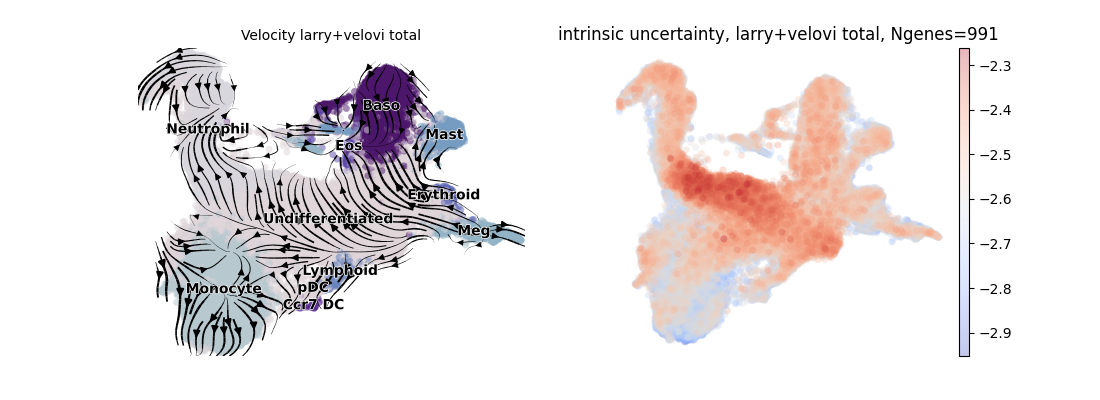 Velocity larry+velovi total
Baso
Neutrophil
Mast
Eos
Erythroid
Undifferentiated
Meg
Lymphoid
pDC
Monocyte
Ccr7 DC
intrinsic uncertainty, larry+velovi total, Ngenes=991
−2.3
−2.4
−2.5
−2.6
−2.7
−2.8
−2.9